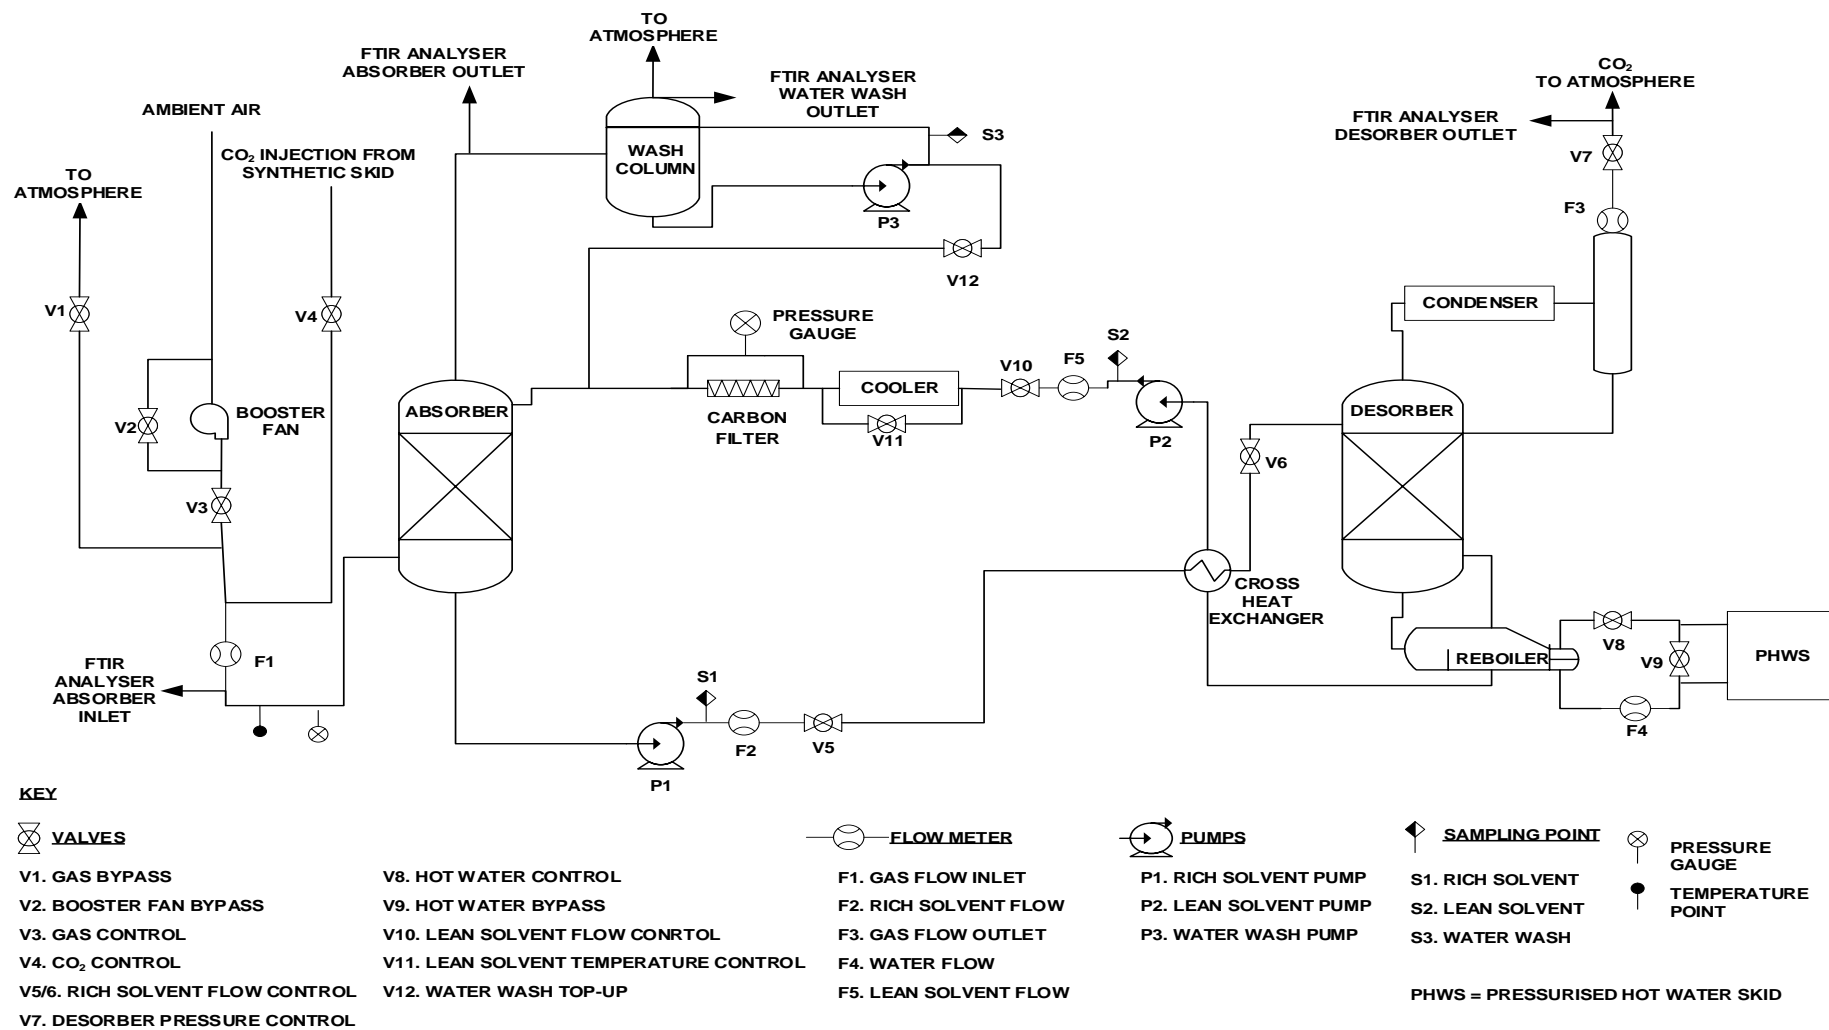 TO
ATMOSPHERE
FTIR ANALYSER
ABSORBER OUTLET
FTIR ANALYSER
WATER WASH
OUTLET
CO₂
TO ATMOSPHERE
FTIR ANALYSER
DESORBER OUTLET
AMBIENT AIR
CO₂ INJECTION FROM
SYNTHETIC SKID
TO
ATMOSPHERE
WASH
COLUMN
S3
P3
V7
F3
V12
V1
V4
PRESSURE
GAUGE
CONDENSER
S2
V10
F5
COOLER
V11
P2
CARBON
FILTER
ABSORBER
DESORBER
BOOSTER
FAN
V2
V3
V6
CROSS
HEAT
EXCHANGER
F1
FTIR
ANALYSER
ABSORBER
INLET
REBOILER
V8
V9
PHWS
F4
S1
F2
V5
P1
KEY
VALVES
V1. GAS BYPASS
V2. BOOSTER FAN BYPASS
V3. GAS CONTROL
V4. CO₂ CONTROL
V5/6. RICH SOLVENT FLOW CONTROL
V7. DESORBER PRESSURE CONTROL
V8. HOT WATER CONTROL
V9. HOT WATER BYPASS
V10. LEAN SOLVENT FLOW CONRTOL
V11. LEAN SOLVENT TEMPERATURE CONTROL
V12. WATER WASH TOP-UP
FLOW METER
F1. GAS FLOW INLET
F2. RICH SOLVENT FLOW
F3. GAS FLOW OUTLET
F4. WATER FLOW
F5. LEAN SOLVENT FLOW
PUMPS
P1. RICH SOLVENT PUMP
P2. LEAN SOLVENT PUMP
P3. WATER WASH PUMP
SAMPLING POINT
S1. RICH SOLVENT
S2. LEAN SOLVENT
S3. WATER WASH
PRESSURE
GAUGE
TEMPERATURE
POINT
PHWS = PRESSURISED HOT WATER SKID